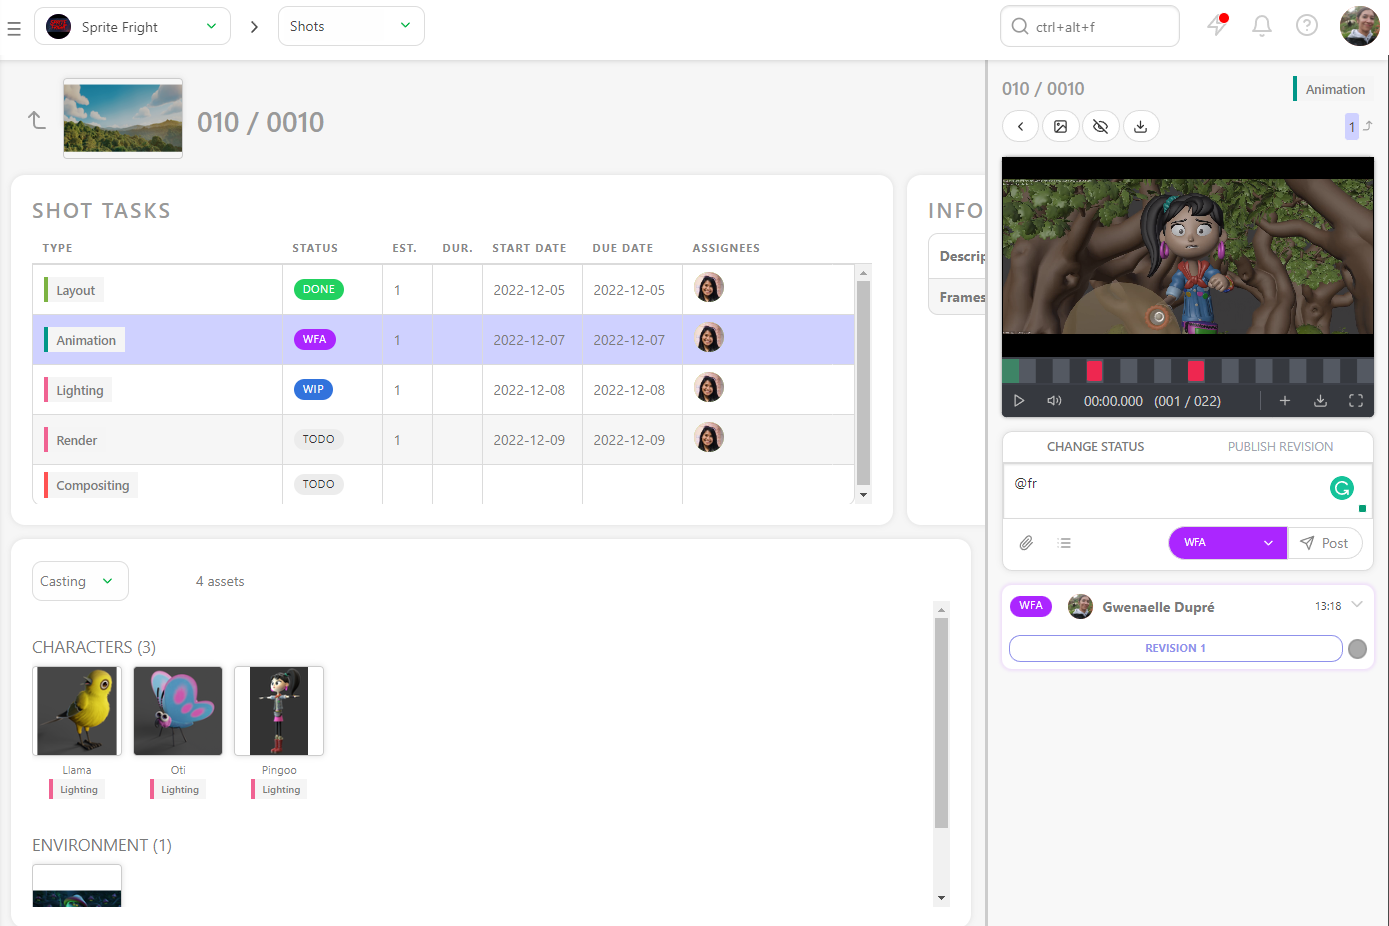 Sprite Fright
Shots
ctrl+alt+f
010 / 0010
SHOT TASKS
TYPE STATUS EST. DUR. START DATE DUE DATE ASSIGNEES
Layout DONE 1 2022-12-05 2022-12-05
Animation WFA 1 2022-12-07 2022-12-07
Lighting WIP 1 2022-12-08 2022-12-08
Render TODO 1 2022-12-09 2022-12-09
Compositing TODO
INFO
Descrip
Frames
Casting
4 assets
CHARACTERS (3)
Llama
Lighting
Oti
Lighting
Pingoo
Lighting
ENVIRONMENT (1)
010 / 0010
Animation
1
00:00.000 (001 / 022)
CHANGE STATUS PUBLISH REVISION
@fr
WFA
Post
WFA Gwenaelle Dupré 13:18
REVISION 1